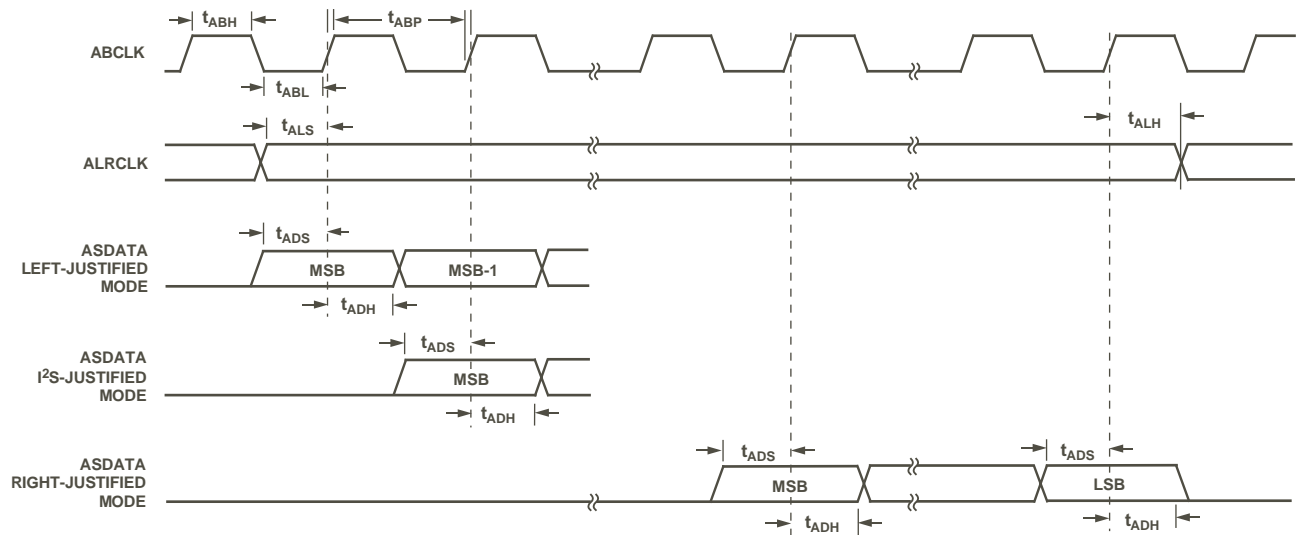 tABH
tABP
ABCLK
tABL
tALS
tALH
ALRCLK
tADS
ASDATA
LEFT-JUSTIFIED
MODE
MSB
MSB-1
tADH
ASDATA
I²S-JUSTIFIED
MODE
tADS
MSB
tADH
ASDATA
RIGHT-JUSTIFIED
MODE
tADS
tADS
MSB
LSB
tADH
tADH